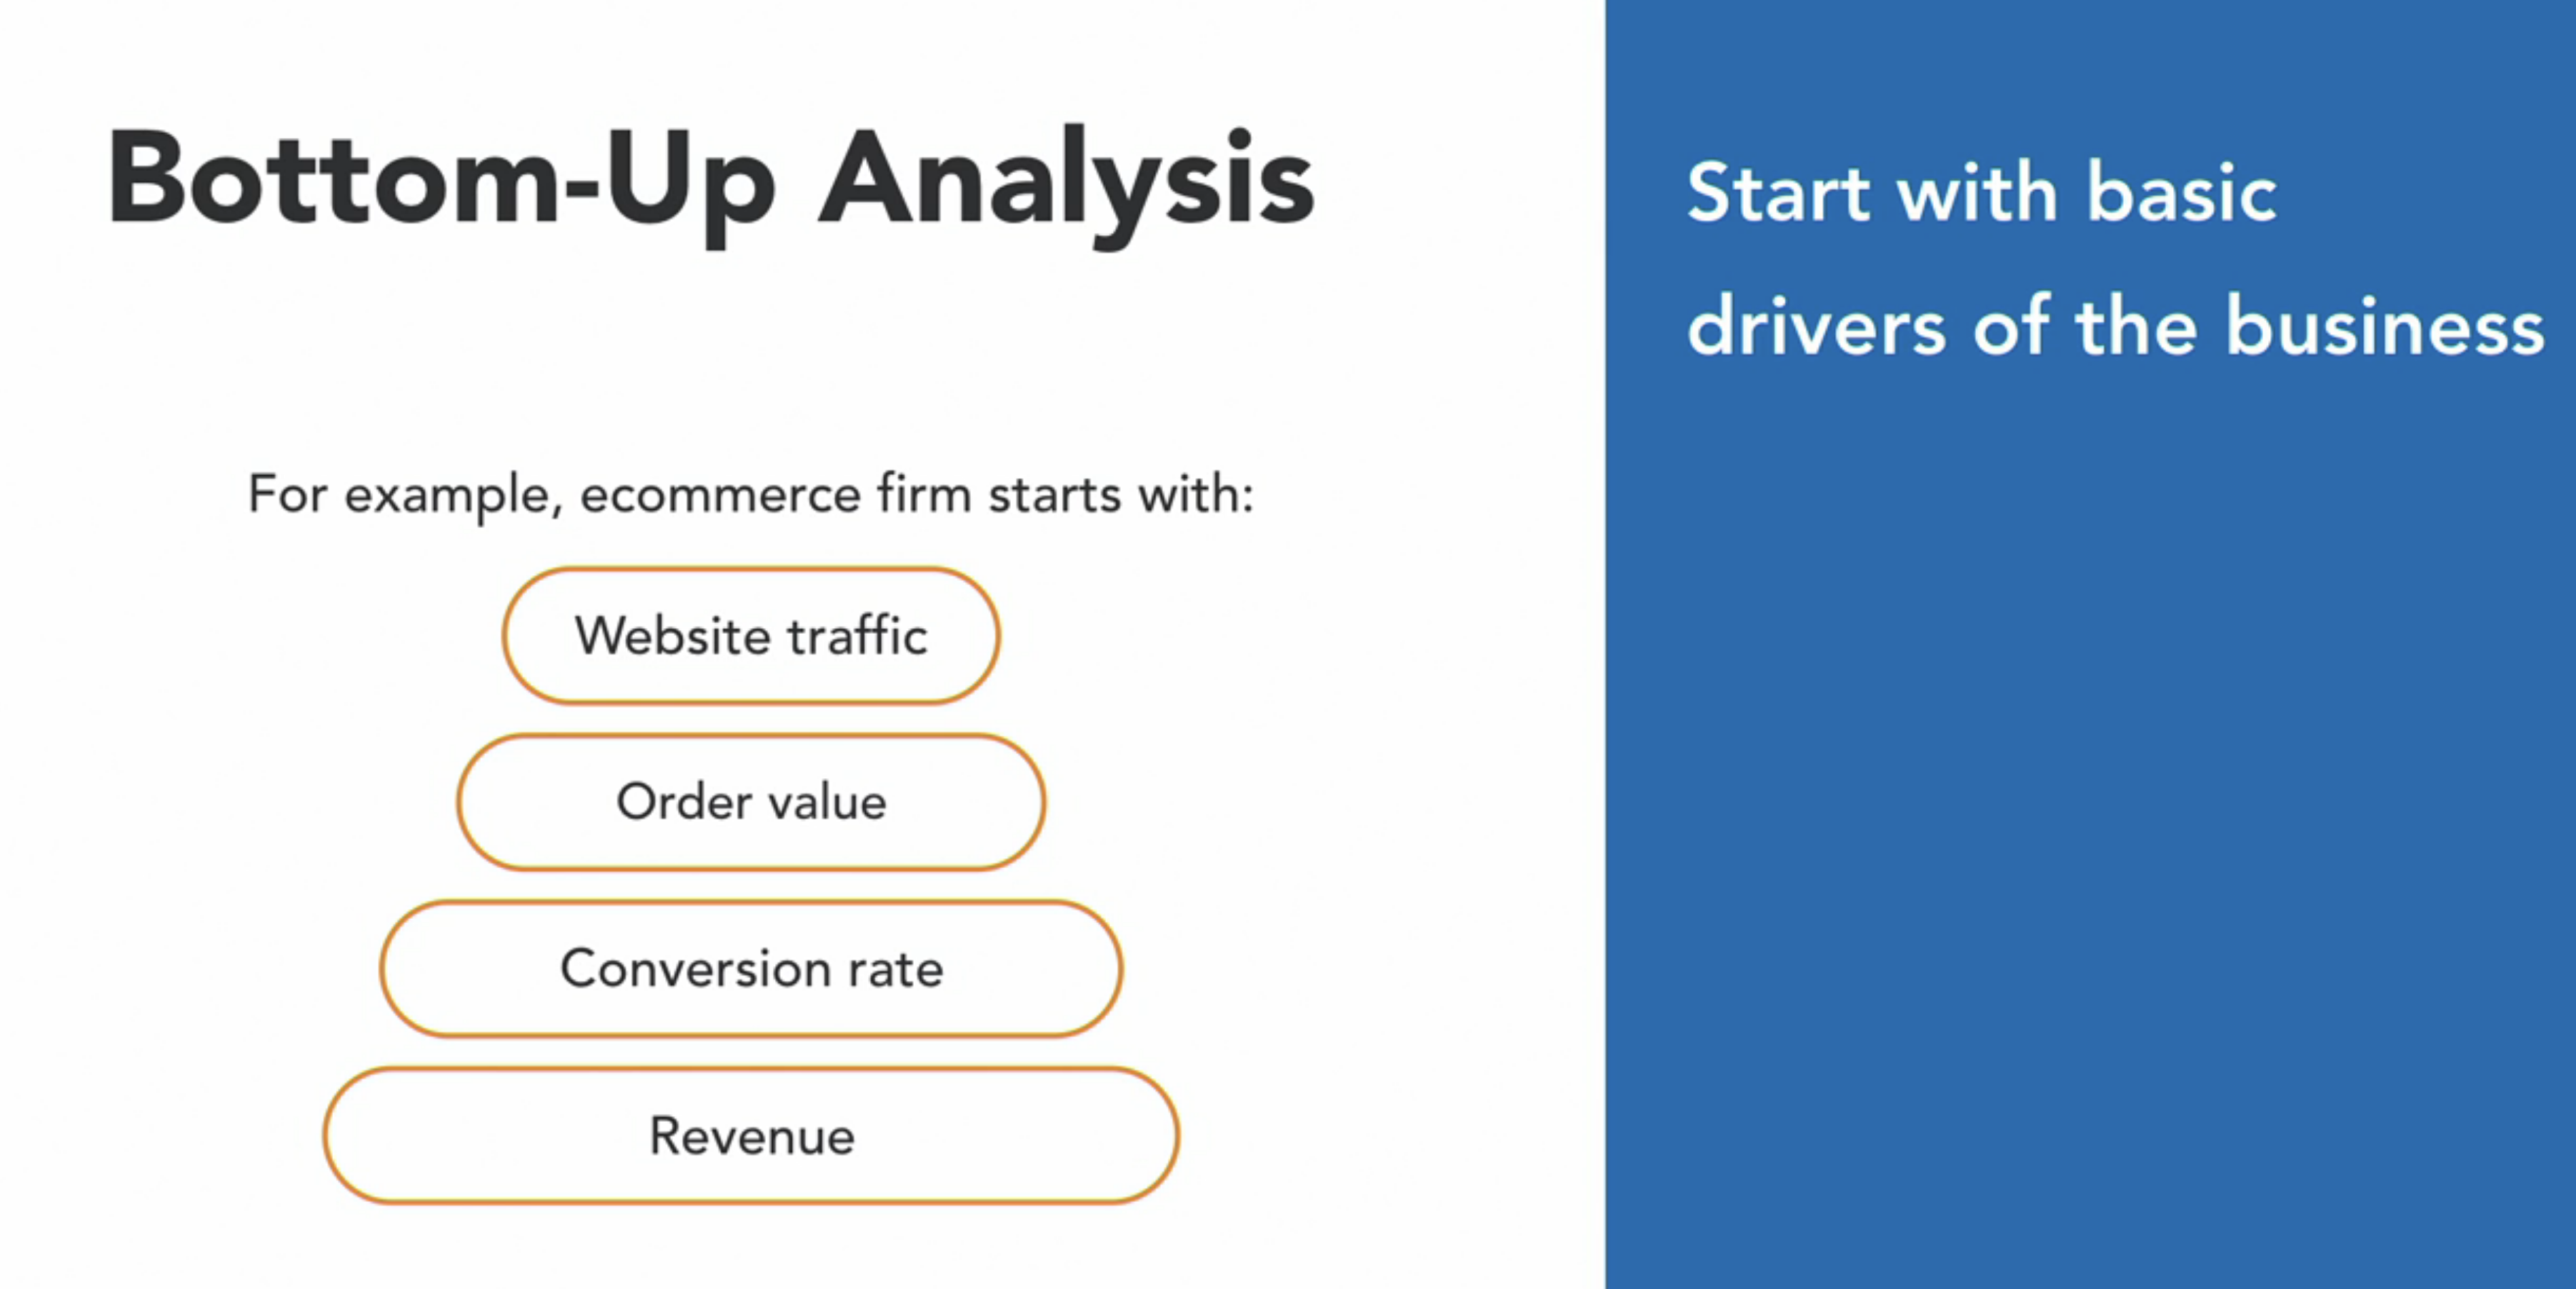 Bottom-Up Analysis
For example, ecommerce firm starts with:
Website traffic
Order value
Conversion rate
Revenue
Start with basic
drivers of the business